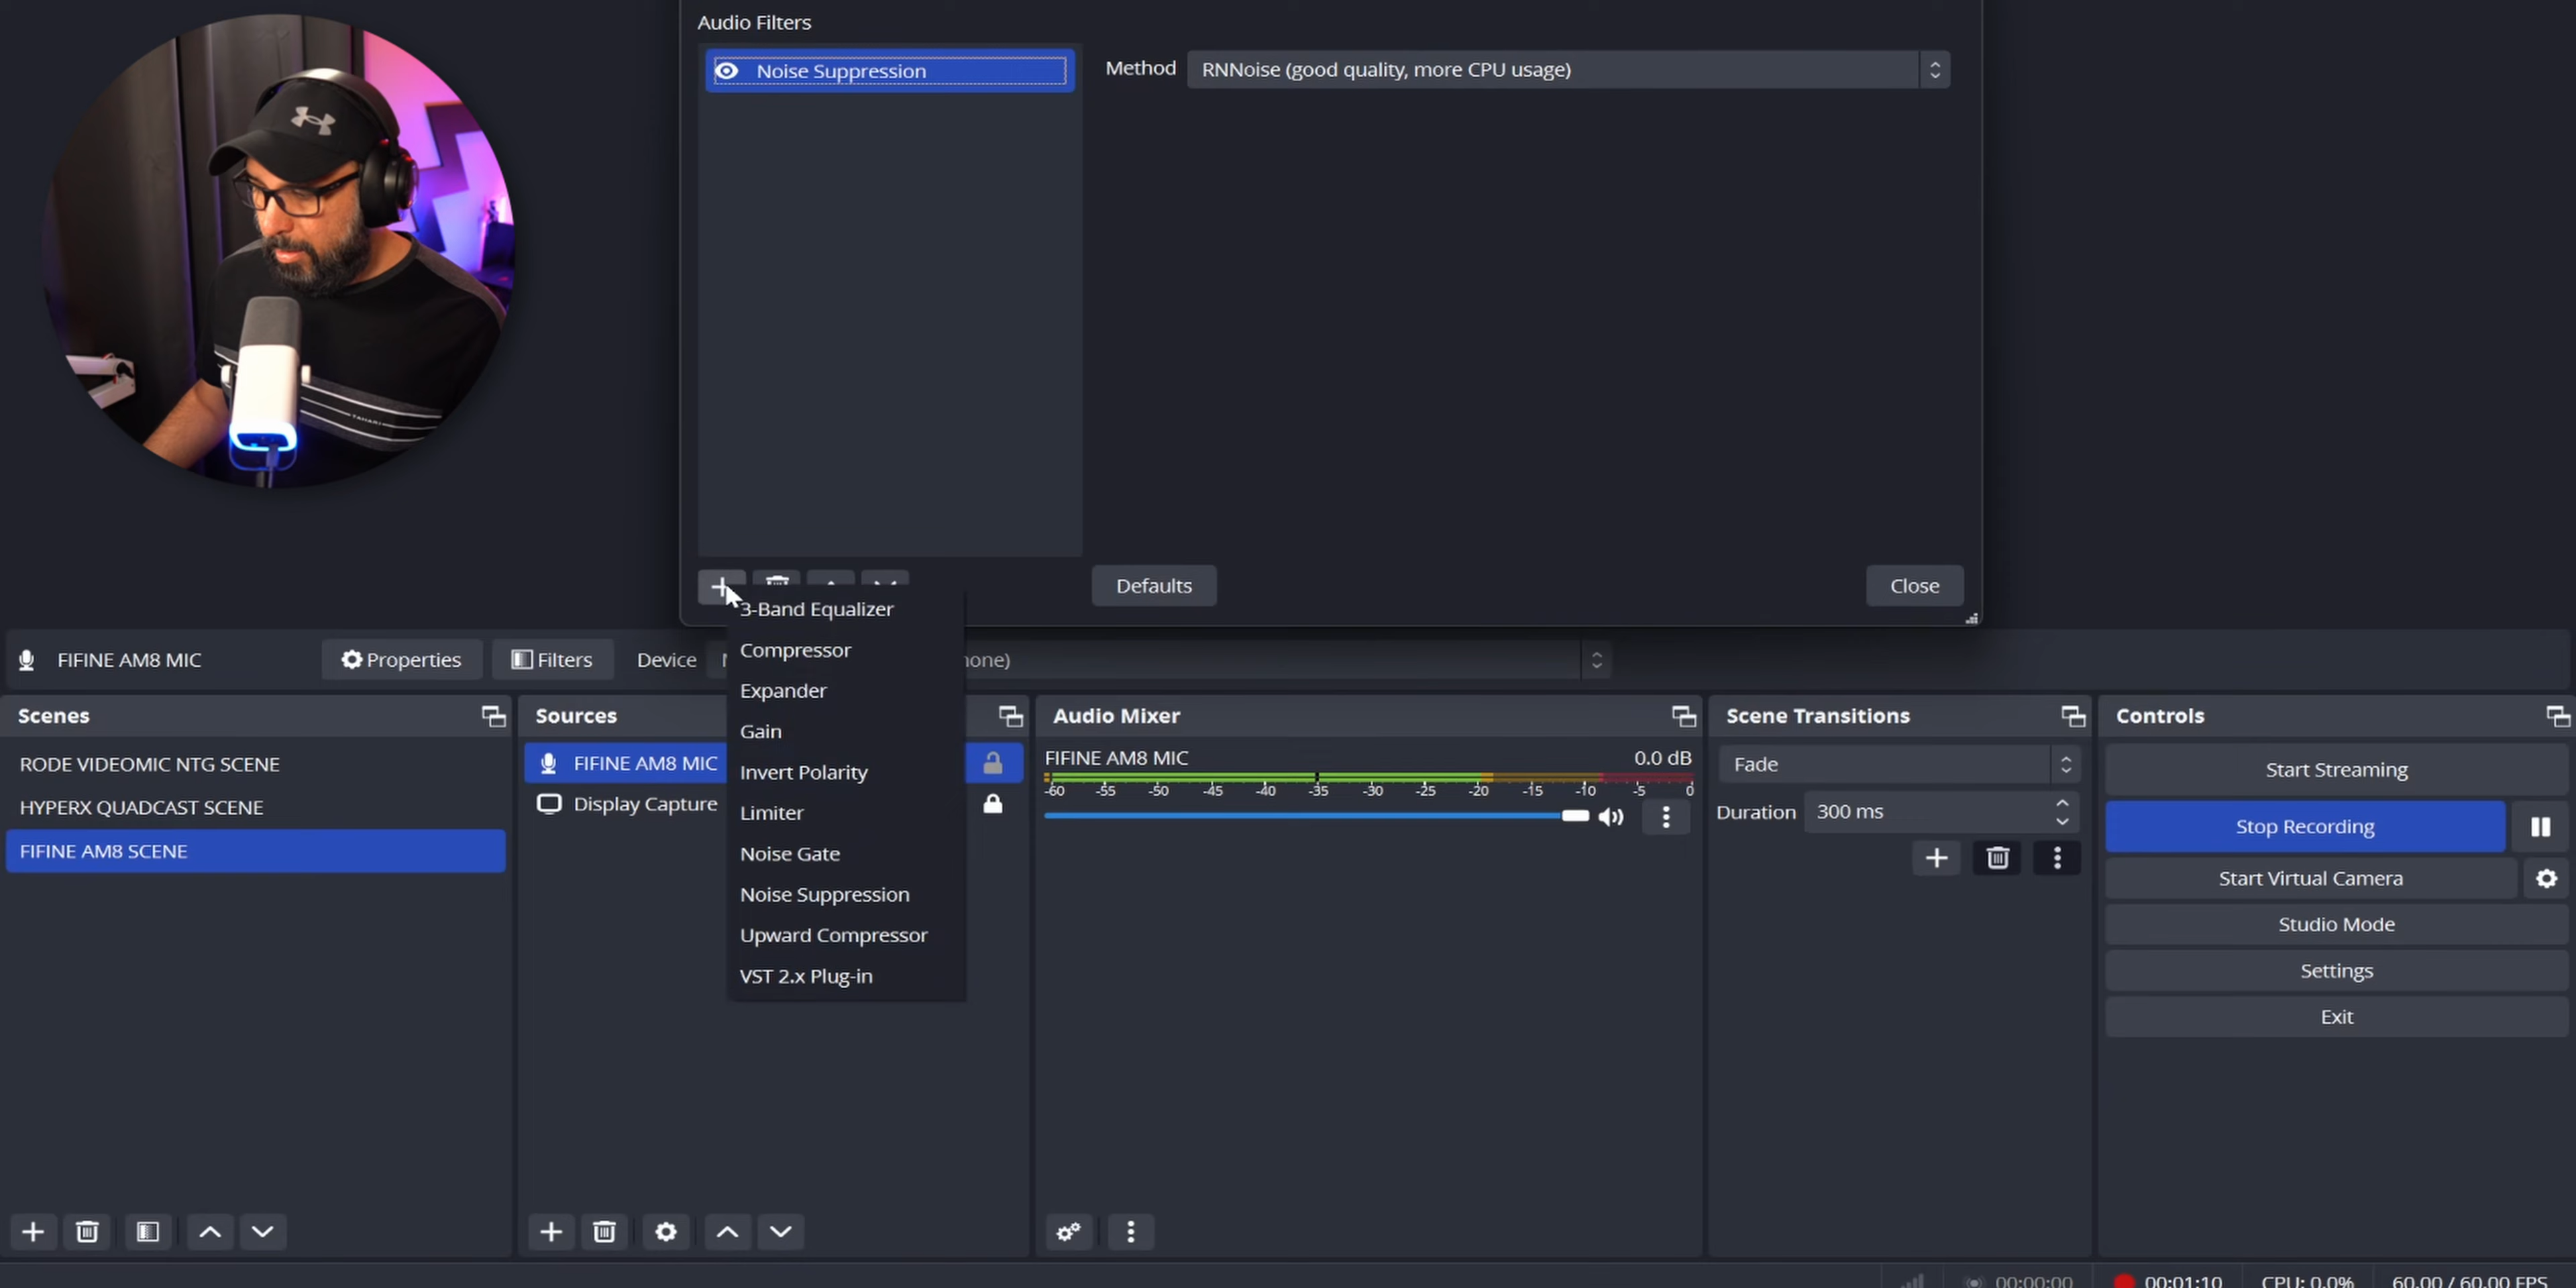 Audio Filters
Noise Suppression
Method
RNNoise (good quality, more CPU usage)
Defaults
Close
3-Band Equalizer
Compressor
Expander
Gain
Invert Polarity
Limiter
Noise Gate
Noise Suppression
Upward Compressor
VST 2.x Plug-in
FIFINE AM8 MIC
Properties
Filters
Device
Scenes
RODE VIDEOMIC NTG SCENE
HYPERX QUADCAST SCENE
FIFINE AM8 SCENE
Sources
FIFINE AM8 MIC
Display Capture
Audio Mixer
FIFINE AM8 MIC 0.0 dB
-60 -55 -50 -45 -40 -35 -30 -25 -20 -15 -10 -5 0
Scene Transitions
Fade
Duration 300 ms
Controls
Start Streaming
Stop Recording
Start Virtual Camera
Studio Mode
Settings
Exit
00:00:00 00:01:10 CPU: 0.0% 60.00 / 60.00 FPS